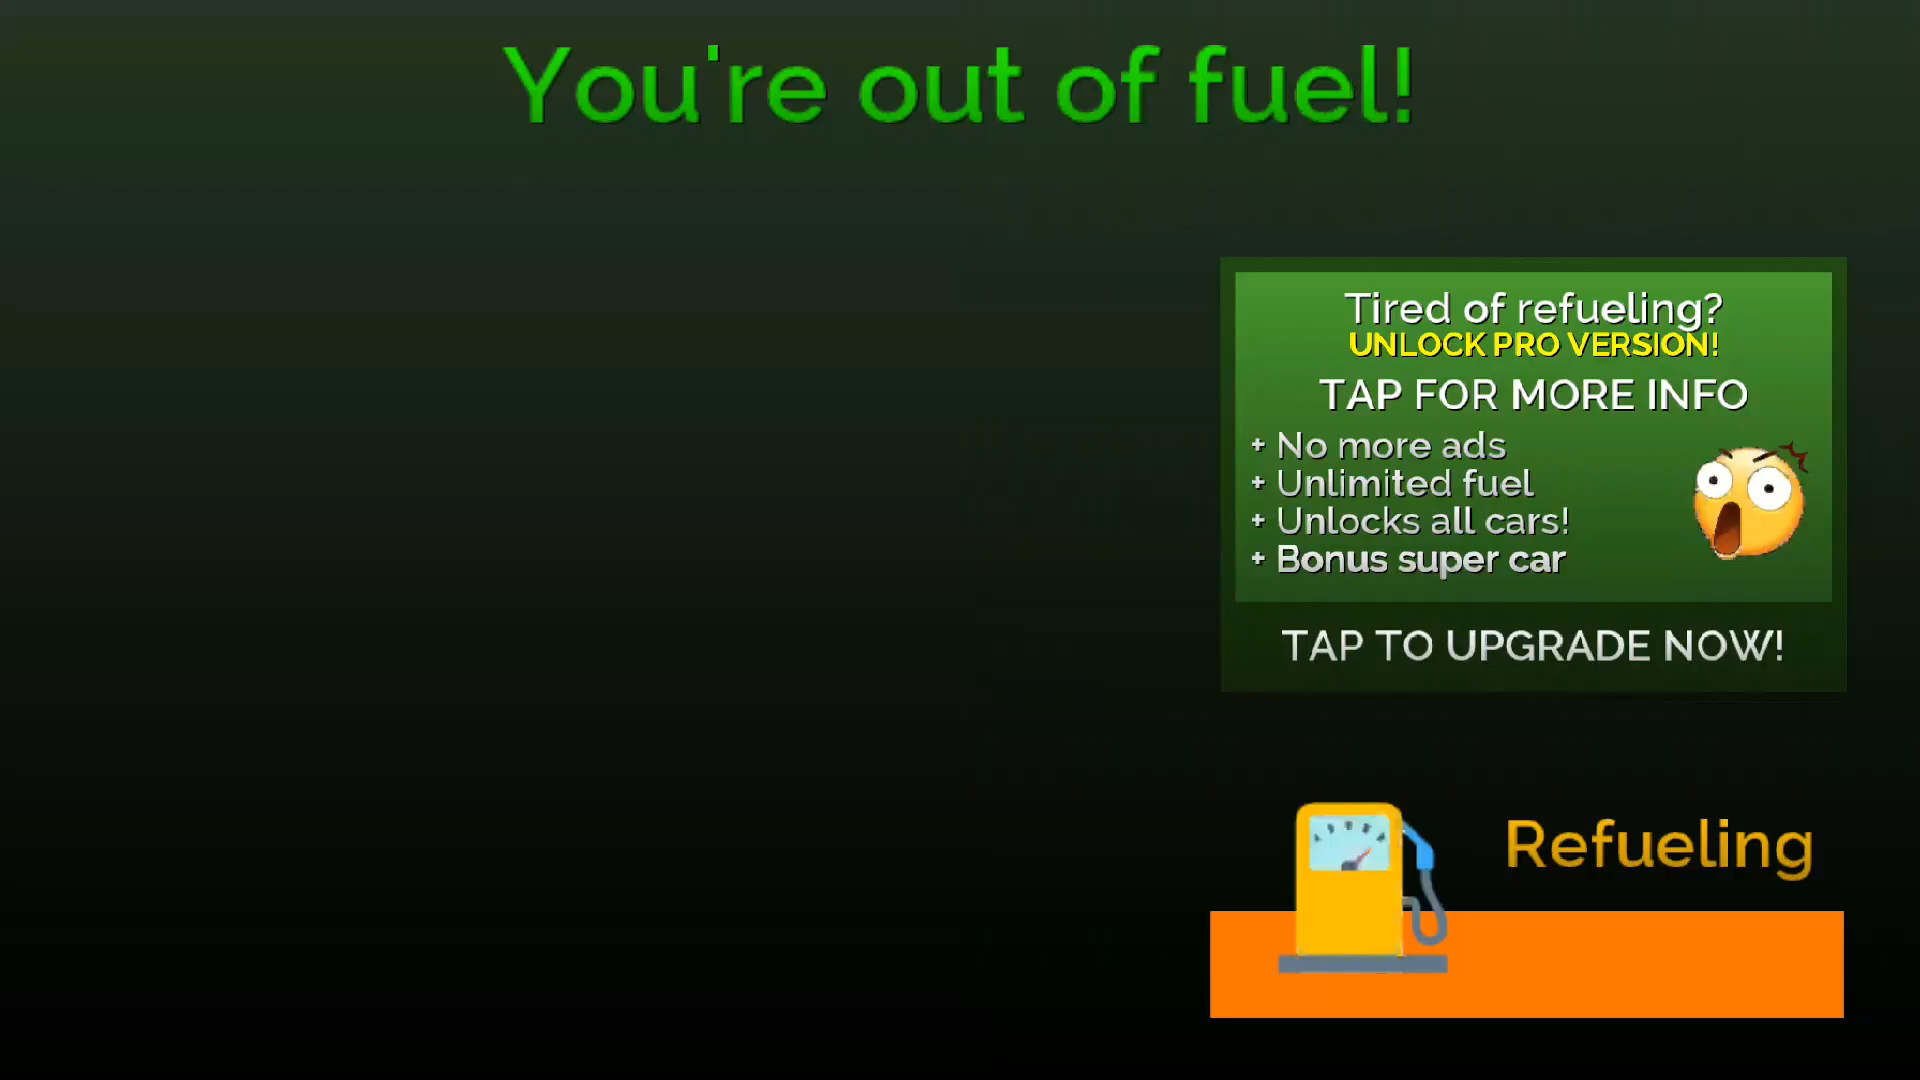 You're out of fuel!
Tired of refueling?
UNLOCK PRO VERSION!
TAP FOR MORE INFO
+ No more ads
+ Unlimited fuel
+ Unlocks all cars!
+ Bonus super car
TAP TO UPGRADE NOW!
Refueling